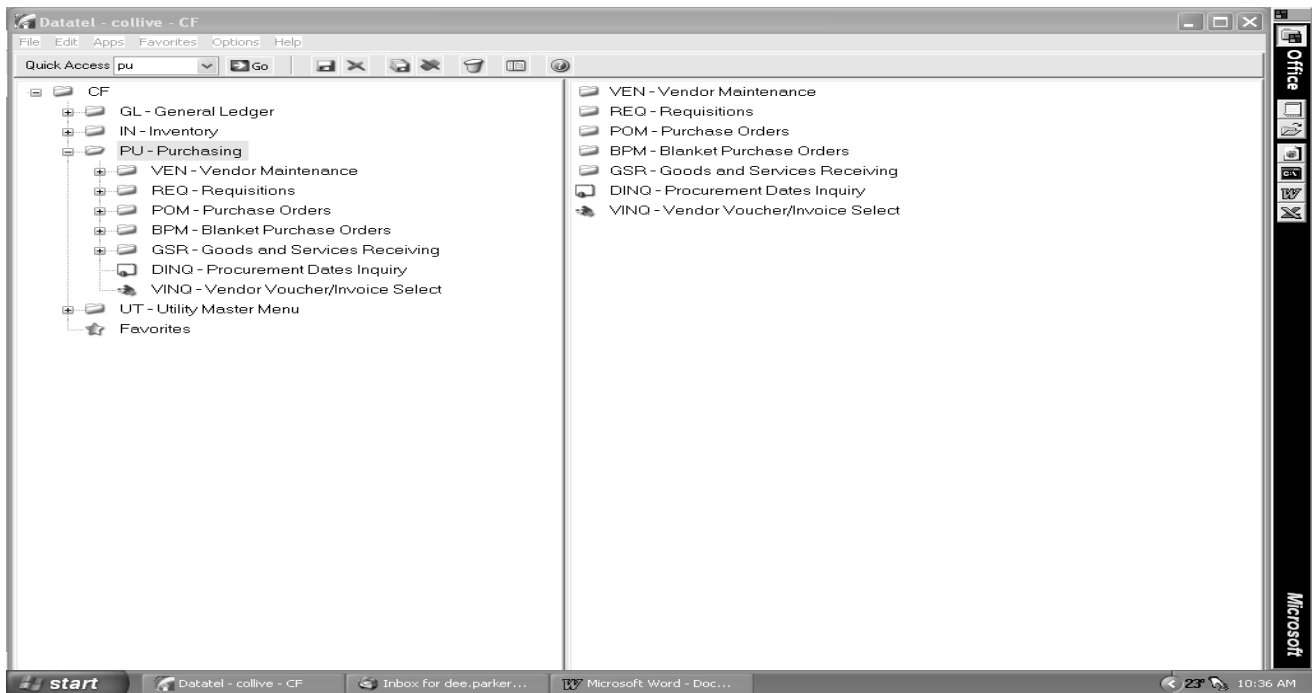 Datatel - collive - CF
File Edit Apps Favorites Options Help
Quick Access pu Go
CF
GL - General Ledger
IN - Inventory
PU - Purchasing
VEN - Vendor Maintenance
REQ - Requisitions
POM - Purchase Orders
BPM - Blanket Purchase Orders
GSR - Goods and Services Receiving
DINQ - Procurement Dates Inquiry
VINQ - Vendor Voucher/Invoice Select
UT - Utility Master Menu
Favorites
VEN - Vendor Maintenance
REQ - Requisitions
POM - Purchase Orders
BPM - Blanket Purchase Orders
GSR - Goods and Services Receiving
DINQ - Procurement Dates Inquiry
VINQ - Vendor Voucher/Invoice Select
Office
C:\
Microsoft
start Datatel - collive - CF Inbox for dee.parker... Microsoft Word - Doc... 23° 10:36 AM